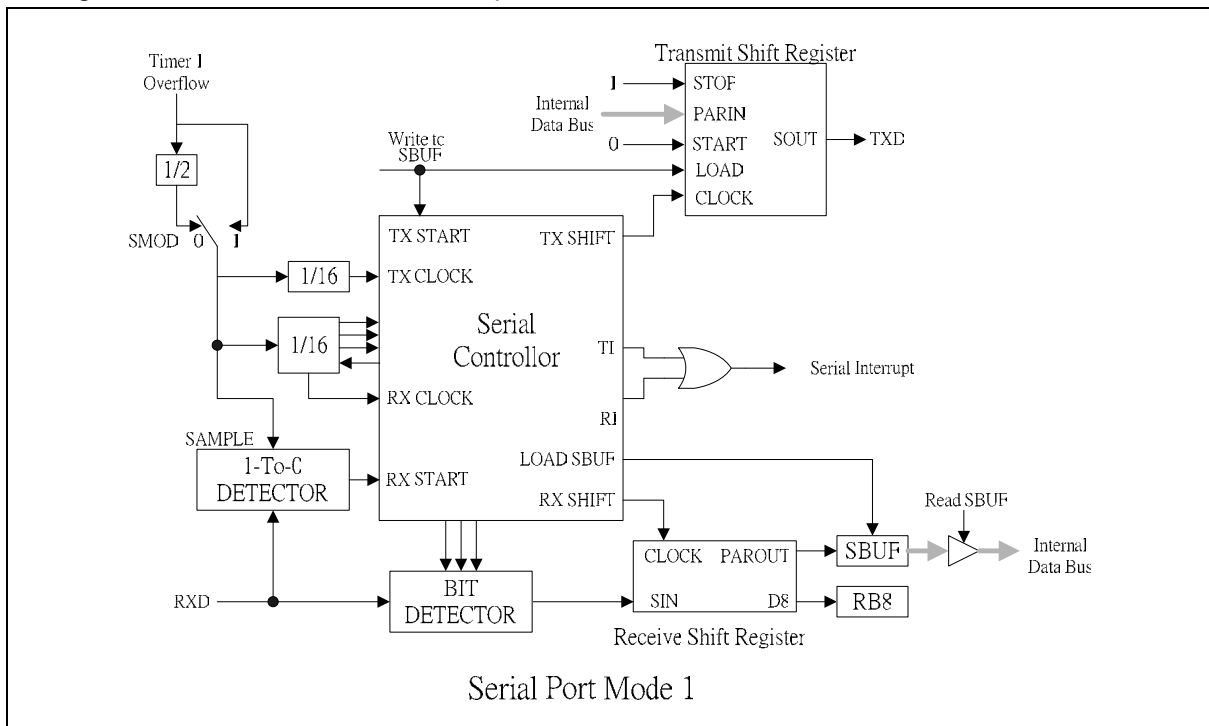 Timer 1
Overflow
1/2
SMOD 0 1
Write to
SBUF
Transmit Shift Register
1
STOP
Internal
Data Bus
PARIN
0
START
LOAD
CLOCK
SOUT
TXD
TX START
TX SHIFT
1/16
TX CLOCK
1/16
Serial
Controllor
TI
RI
Serial Interrupt
RX CLOCK
SAMPLE
1-To-0
DETECTOR
RX START
LOAD SBUF
RX SHIFT
Read SBUF
CLOCK PAROUT
SIN D8
SBUF
RB8
Internal
Data Bus
RXD
BIT
DETECTOR
Receive Shift Register
Serial Port Mode 1